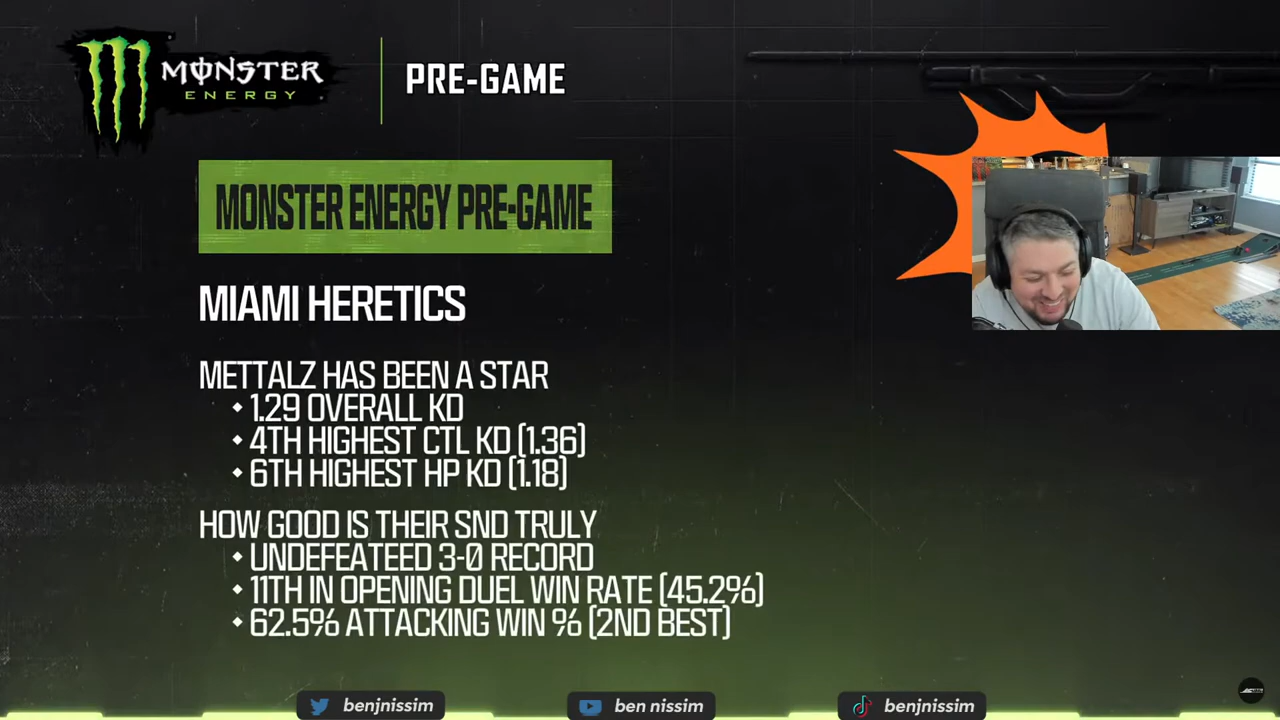 MONSTER
ENERGY
PRE-GAME
MONSTER ENERGY PRE-GAME
MIAMI HERETICS
METTALZ HAS BEEN A STAR
• 1.29 OVERALL KD
• 4TH HIGHEST CTL KD (1.36)
• 6TH HIGHEST HP KD (1.18)
HOW GOOD IS THEIR SND TRULY
• UNDEFEATEED 3-0 RECORD
• 11TH IN OPENING DUEL WIN RATE (45.2%)
• 62.5% ATTACKING WIN % (2ND BEST)
benjnissim
ben nissim
benjnissim